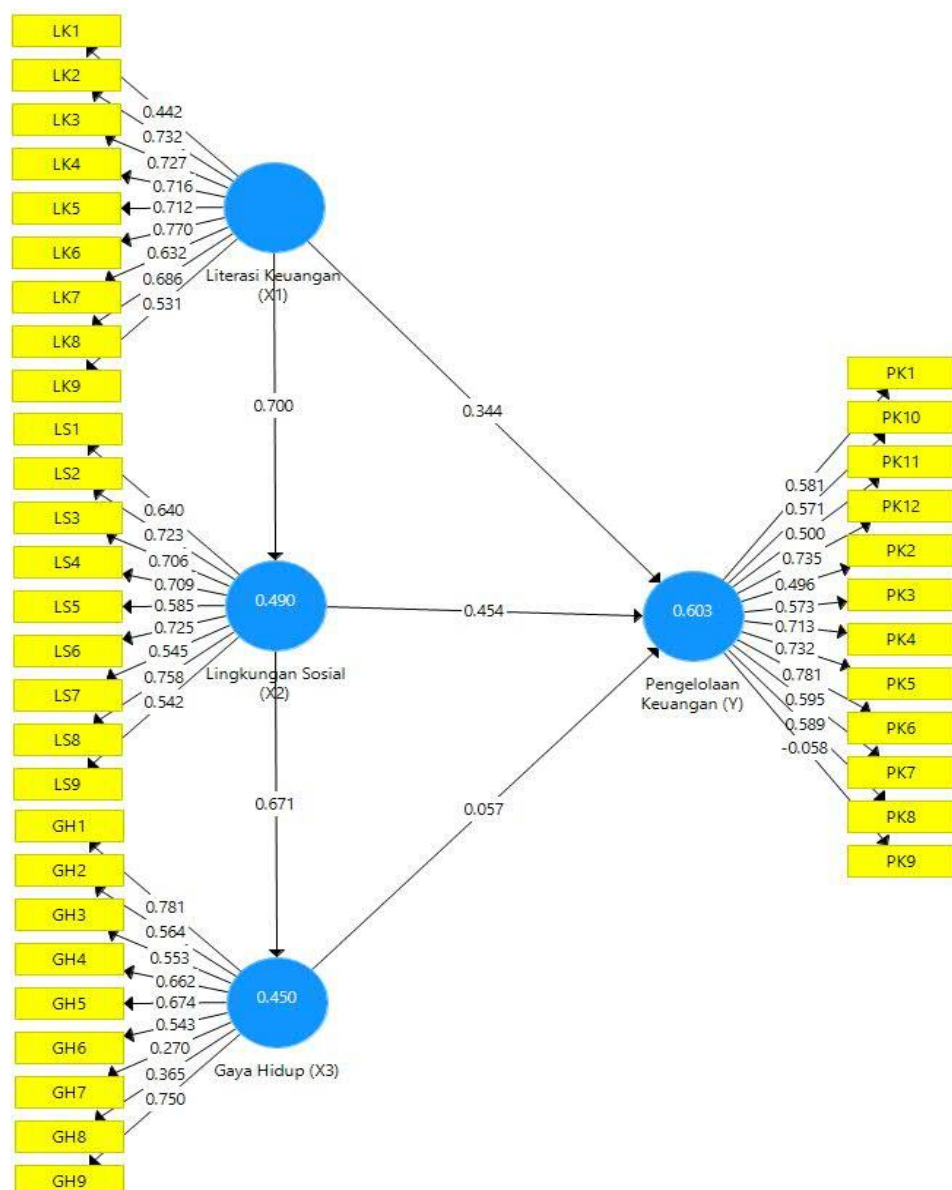 LK1
LK2
LK3
LK4
LK5
LK6
LK7
LK8
LK9
0.442
0.732
0.727
0.716
0.712
0.770
0.632
0.686
0.531
Literasi Keuangan
(X1)
0.700
0.344
LS1
LS2
LS3
LS4
LS5
LS6
LS7
LS8
LS9
0.640
0.723
0.706
0.709
0.585
0.725
0.545
0.758
0.542
0.490
Lingkungan Sosial
(X2)
0.454
0.671
GH1
GH2
GH3
GH4
GH5
GH6
GH7
GH8
GH9
0.781
0.564
0.553
0.662
0.674
0.543
0.270
0.365
0.750
0.450
Gaya Hidup (X3)
0.057
0.603
Pengelolaan
Keuangan (Y)
0.581
0.571
0.500
0.735
0.496
0.573
0.713
0.732
0.781
0.595
0.589
-0.058
PK1
PK10
PK11
PK12
PK2
PK3
PK4
PK5
PK6
PK7
PK8
PK9